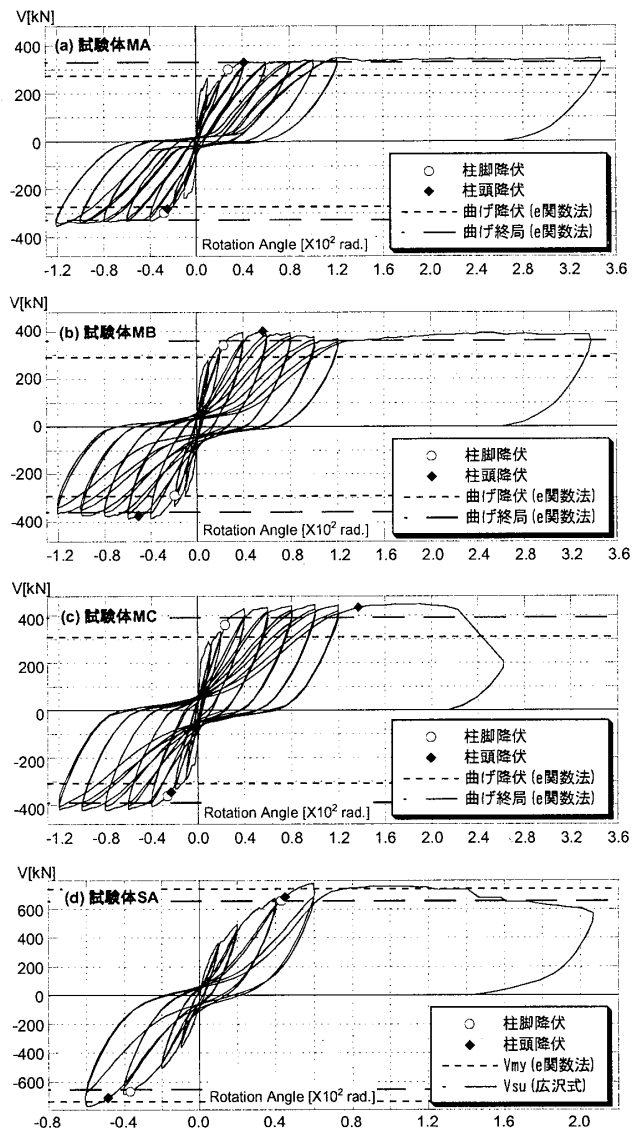 V[kN]
(a) 試験体MA
400
200
0
-200
-400
柱脚降伏
柱頭降伏
曲げ降伏 (e関数法)
曲げ終局 (e関数法)
Rotation Angle [X10² rad.]
-1.2 -0.8 -0.4 0.0 0.4 0.8 1.2 1.6 2.0 2.4 2.8 3.2 3.6
V[kN]
(b) 試験体MB
400
200
0
-200
-400
柱脚降伏
柱頭降伏
曲げ降伏 (e関数法)
曲げ終局 (e関数法)
Rotation Angle [X10² rad.]
-1.2 -0.8 -0.4 0.0 0.4 0.8 1.2 1.6 2.0 2.4 2.8 3.2 3.6
V[kN]
(c) 試験体MC
400
200
0
-200
-400
柱脚降伏
柱頭降伏
曲げ降伏 (e関数法)
曲げ終局 (e関数法)
Rotation Angle [X10² rad.]
-1.2 -0.8 -0.4 0.0 0.4 0.8 1.2 1.6 2.0 2.4 2.8 3.2 3.6
V[kN]
(d) 試験体SA
600
400
200
0
-200
-400
-600
柱脚降伏
柱頭降伏
Vmy (e関数法)
Vsu (広沢式)
Rotation Angle [X10² rad.]
-0.8 -0.4 0.0 0.4 0.8 1.2 1.6 2.0